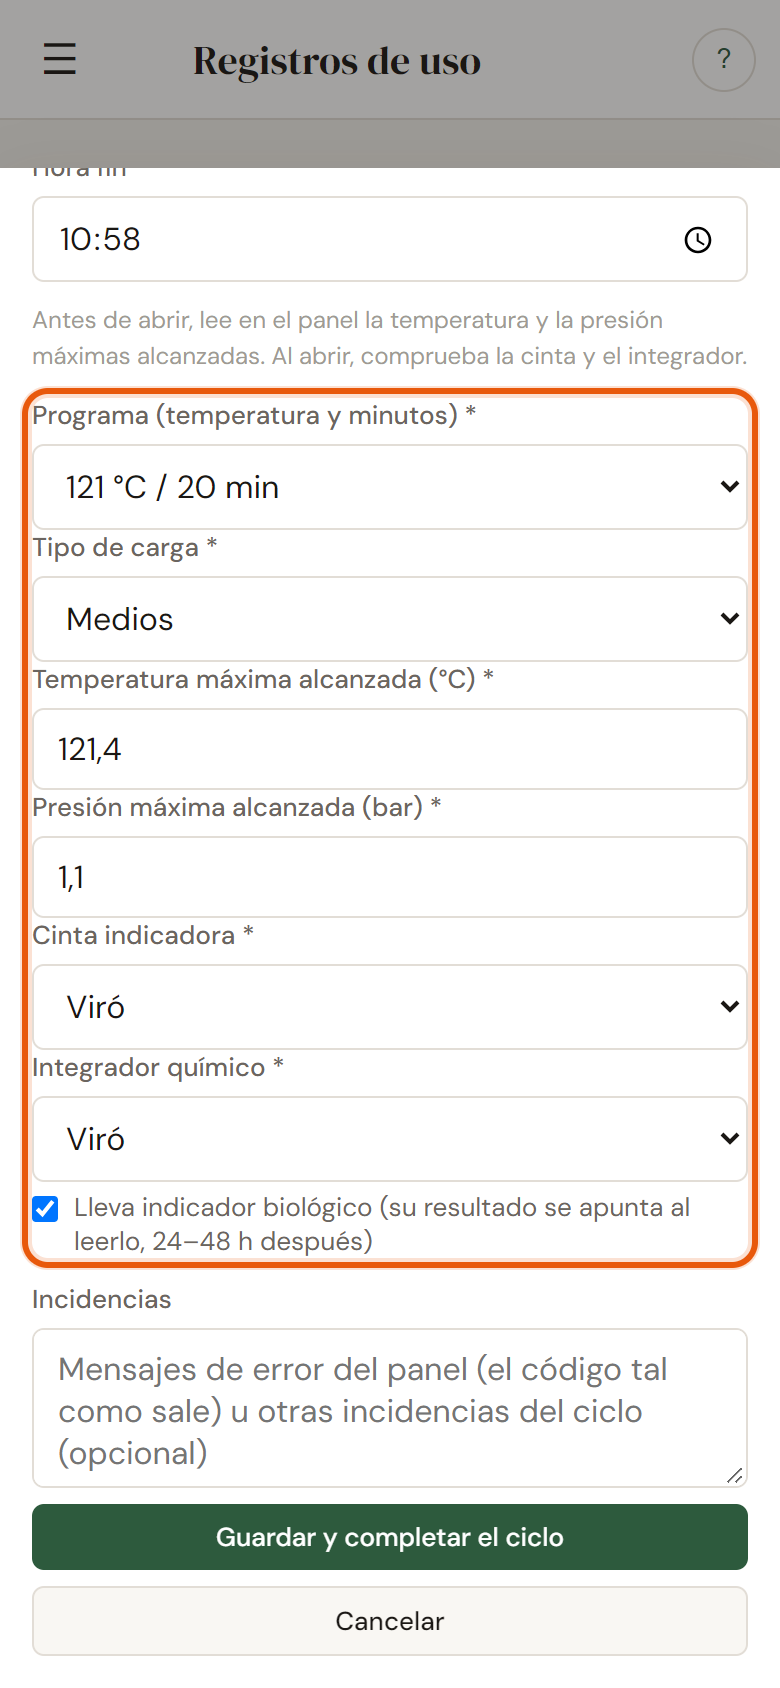 ☰ Registros de uso ?
Hora fin
10:58
Antes de abrir, lee en el panel la temperatura y la presión
máximas alcanzadas. Al abrir, comprueba la cinta y el integrador.
Programa (temperatura y minutos) *
121 °C / 20 min
Tipo de carga *
Medios
Temperatura máxima alcanzada (°C) *
121,4
Presión máxima alcanzada (bar) *
1,1
Cinta indicadora *
Viró
Integrador químico *
Viró
Lleva indicador biológico (su resultado se apunta al
leerlo, 24–48 h después)
Incidencias
Mensajes de error del panel (el código tal
como sale) u otras incidencias del ciclo
(opcional)
Guardar y completar el ciclo
Cancelar